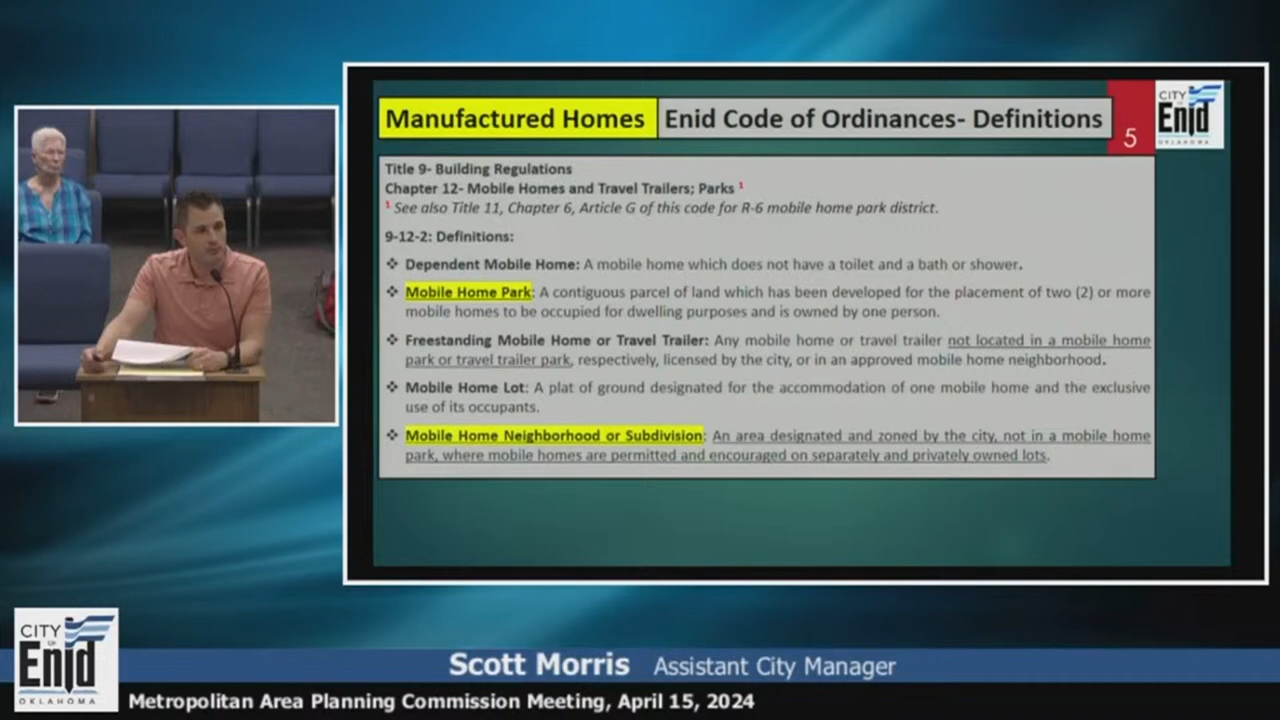 Manufactured Homes Enid Code of Ordinances- Definitions
5
CITY
OF
Enid
OKLAHOMA
Title 9- Building Regulations
Chapter 12- Mobile Homes and Travel Trailers; Parks ¹
¹ See also Title 11, Chapter 6, Article G of this code for R-6 mobile home park district.
9-12-2: Definitions:
❖ Dependent Mobile Home: A mobile home which does not have a toilet and a bath or shower.
❖ Mobile Home Park: A contiguous parcel of land which has been developed for the placement of two (2) or more
mobile homes to be occupied for dwelling purposes and is owned by one person.
❖ Freestanding Mobile Home or Travel Trailer: Any mobile home or travel trailer not located in a mobile home
park or travel trailer park, respectively, licensed by the city, or in an approved mobile home neighborhood.
❖ Mobile Home Lot: A plat of ground designated for the accommodation of one mobile home and the exclusive
use of its occupants.
❖ Mobile Home Neighborhood or Subdivision: An area designated and zoned by the city, not in a mobile home
park, where mobile homes are permitted and encouraged on separately and privately owned lots.
CITY
OF
Enid
OKLAHOMA
Scott Morris Assistant City Manager
Metropolitan Area Planning Commission Meeting, April 15, 2024